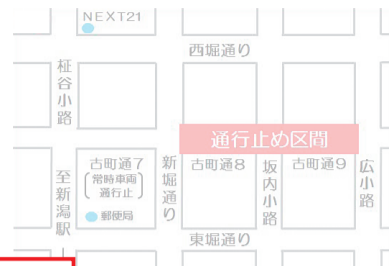 NEXT21
西堀通り
柾谷小路
通行止め区間
古町通7
(常時車両
通行止)
郵便局
新堀通り
古町通8
坂内小路
古町通9
広小路
至新潟駅
東堀通り